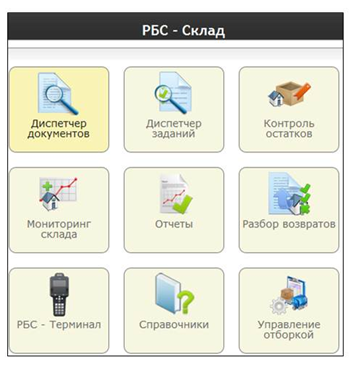 РБС - Склад
Диспетчер
документов
Диспетчер
заданий
Контроль
остатков
Мониторинг
склада
Отчеты
Разбор возвратов
РБС - Терминал
Справочники
Управление
отборкой